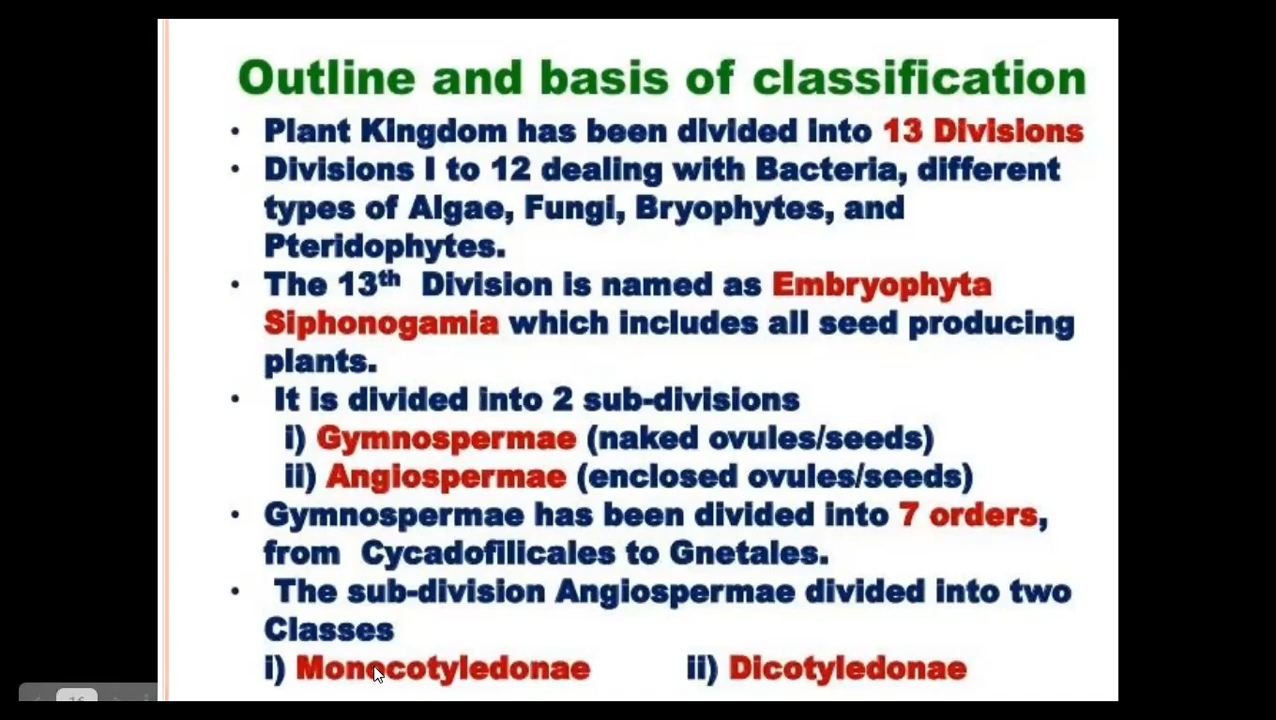 Outline and basis of classification
• Plant Kingdom has been divided into 13 Divisions
• Divisions I to 12 dealing with Bacteria, different
types of Algae, Fungi, Bryophytes, and
Pteridophytes.
• The 13th Division is named as Embryophyta
Siphonogamia which includes all seed producing
plants.
• It is divided into 2 sub-divisions
i) Gymnospermae (naked ovules/seeds)
ii) Angiospermae (enclosed ovules/seeds)
• Gymnospermae has been divided into 7 orders,
from Cycadofilicales to Gnetales.
• The sub-division Angiospermae divided into two
Classes
i) Monocotyledonae ii) Dicotyledonae
16